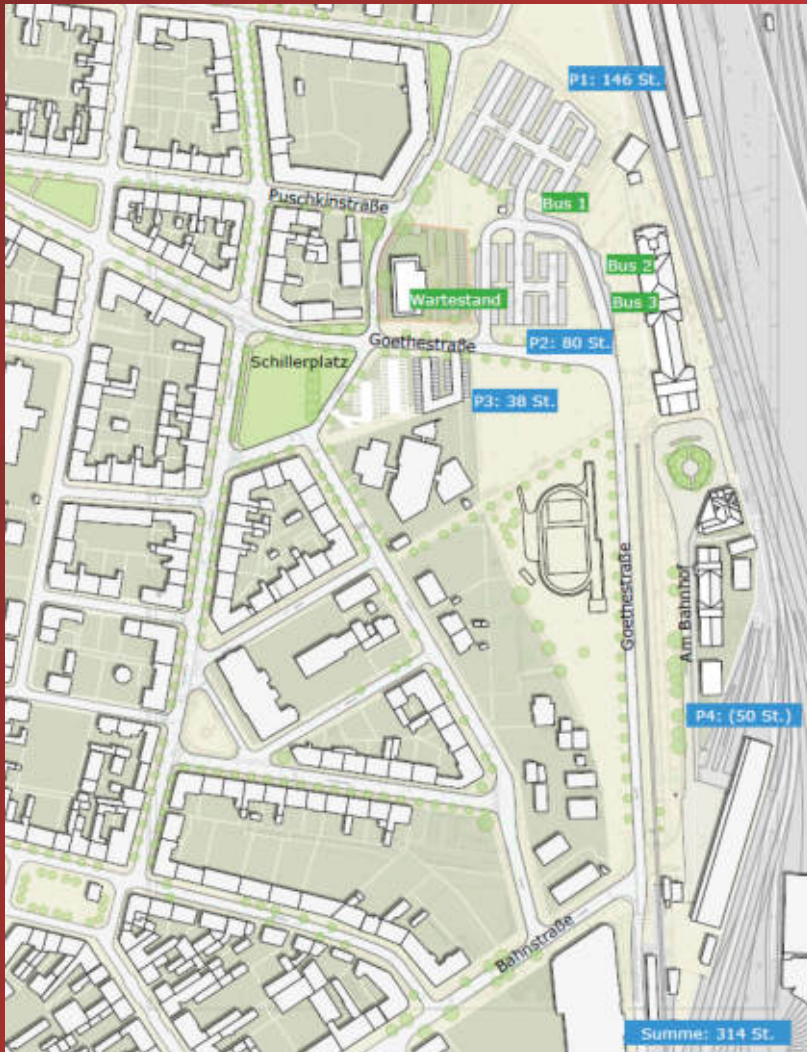 P1: 146 St.
Puschkinstraße
Bus 1
Bus 2
Wartestand
Bus 3
Goethestraße
P2: 80 St.
Schillerplatz
P3: 38 St.
Goethestraße
Am Bahnhof
P4: (50 St.)
Bahnstraße
Summe: 314 St.